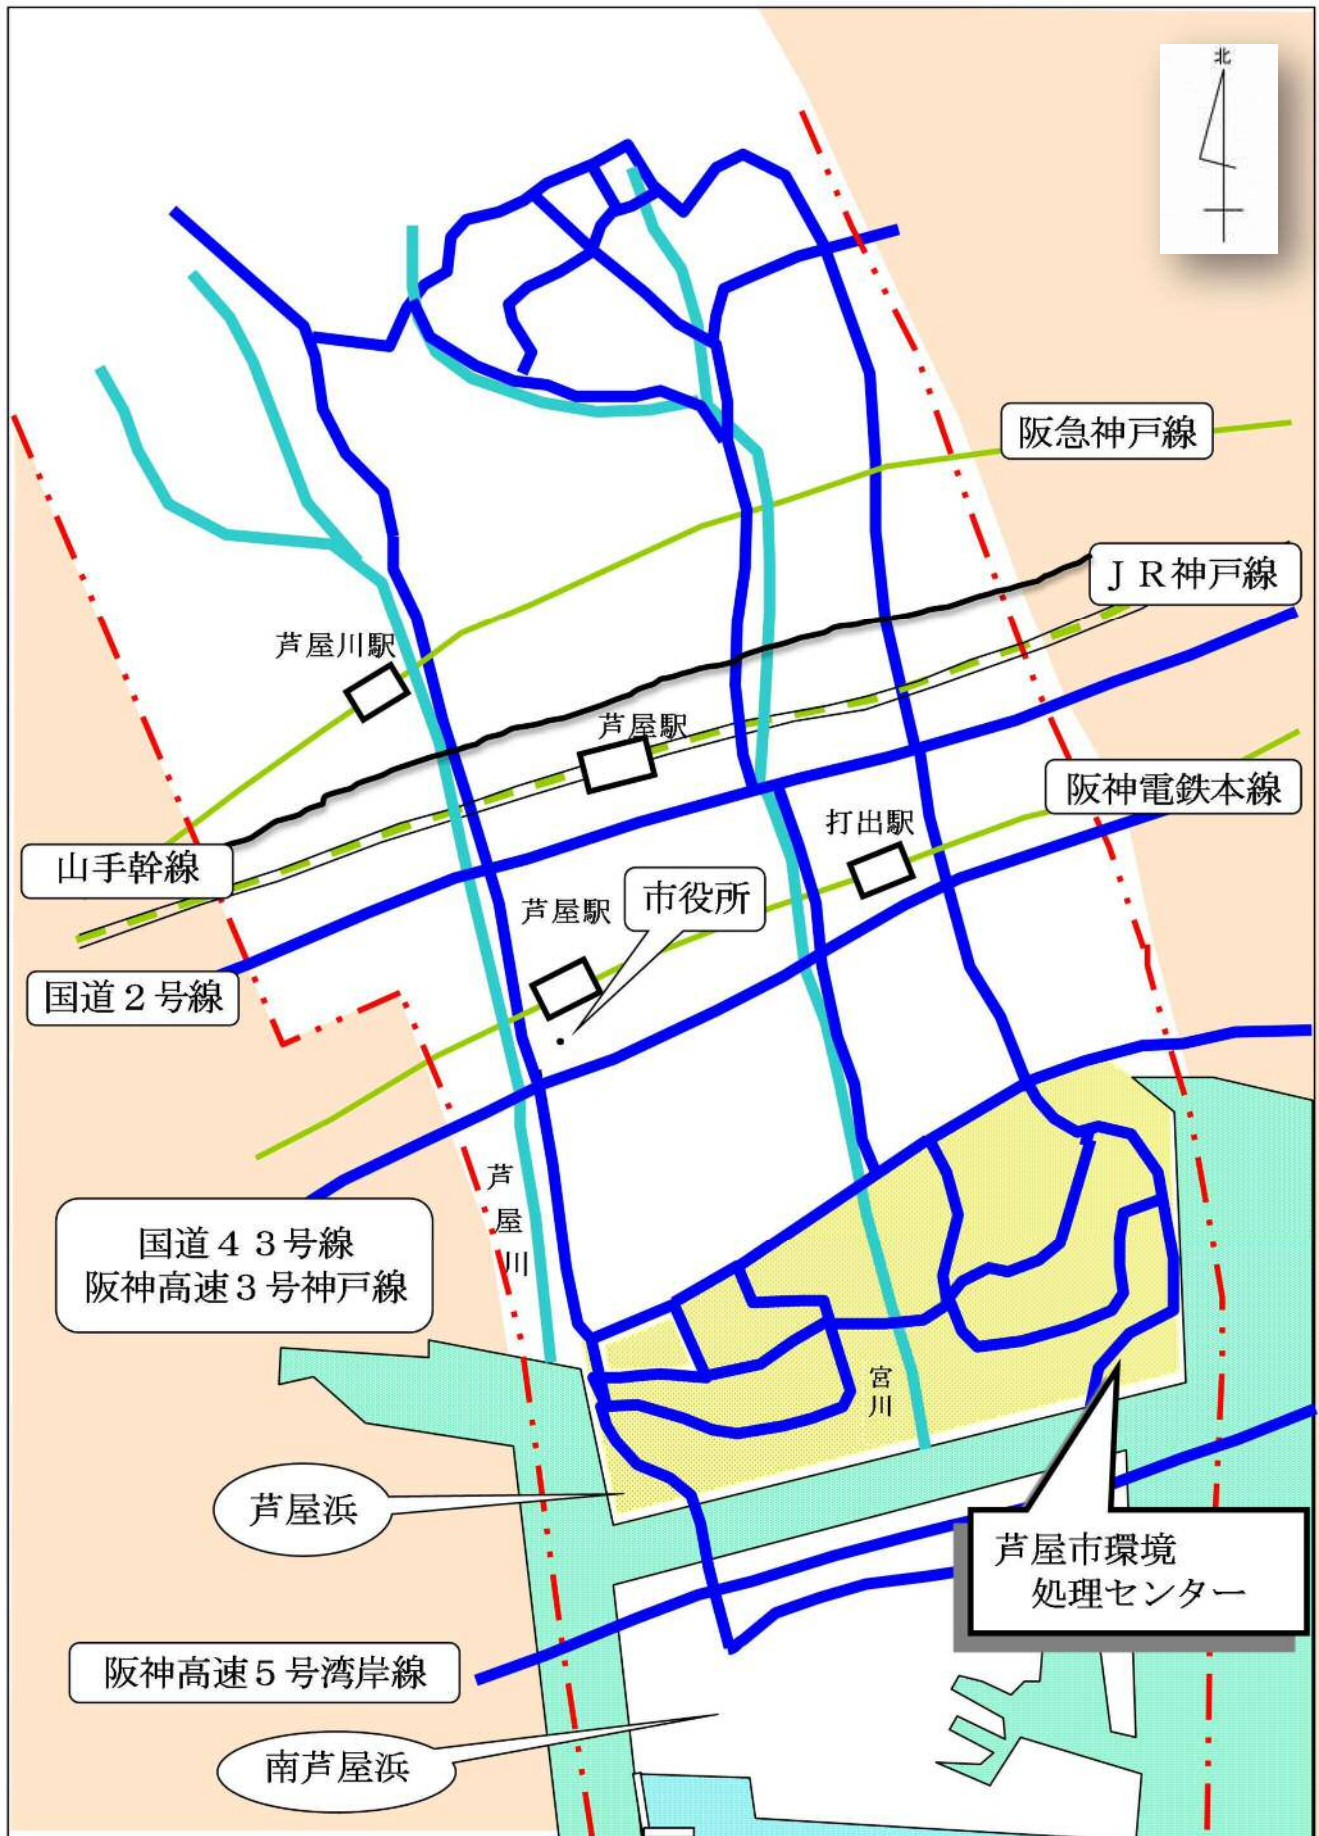 北
阪急神戸線
ＪＲ神戸線
芦屋川駅
芦屋駅
阪神電鉄本線
打出駅
山手幹線
市役所
芦屋駅
国道２号線
芦
屋
川
国道４３号線
阪神高速３号神戸線
宮
川
芦屋浜
芦屋市環境
処理センター
阪神高速５号湾岸線
南芦屋浜